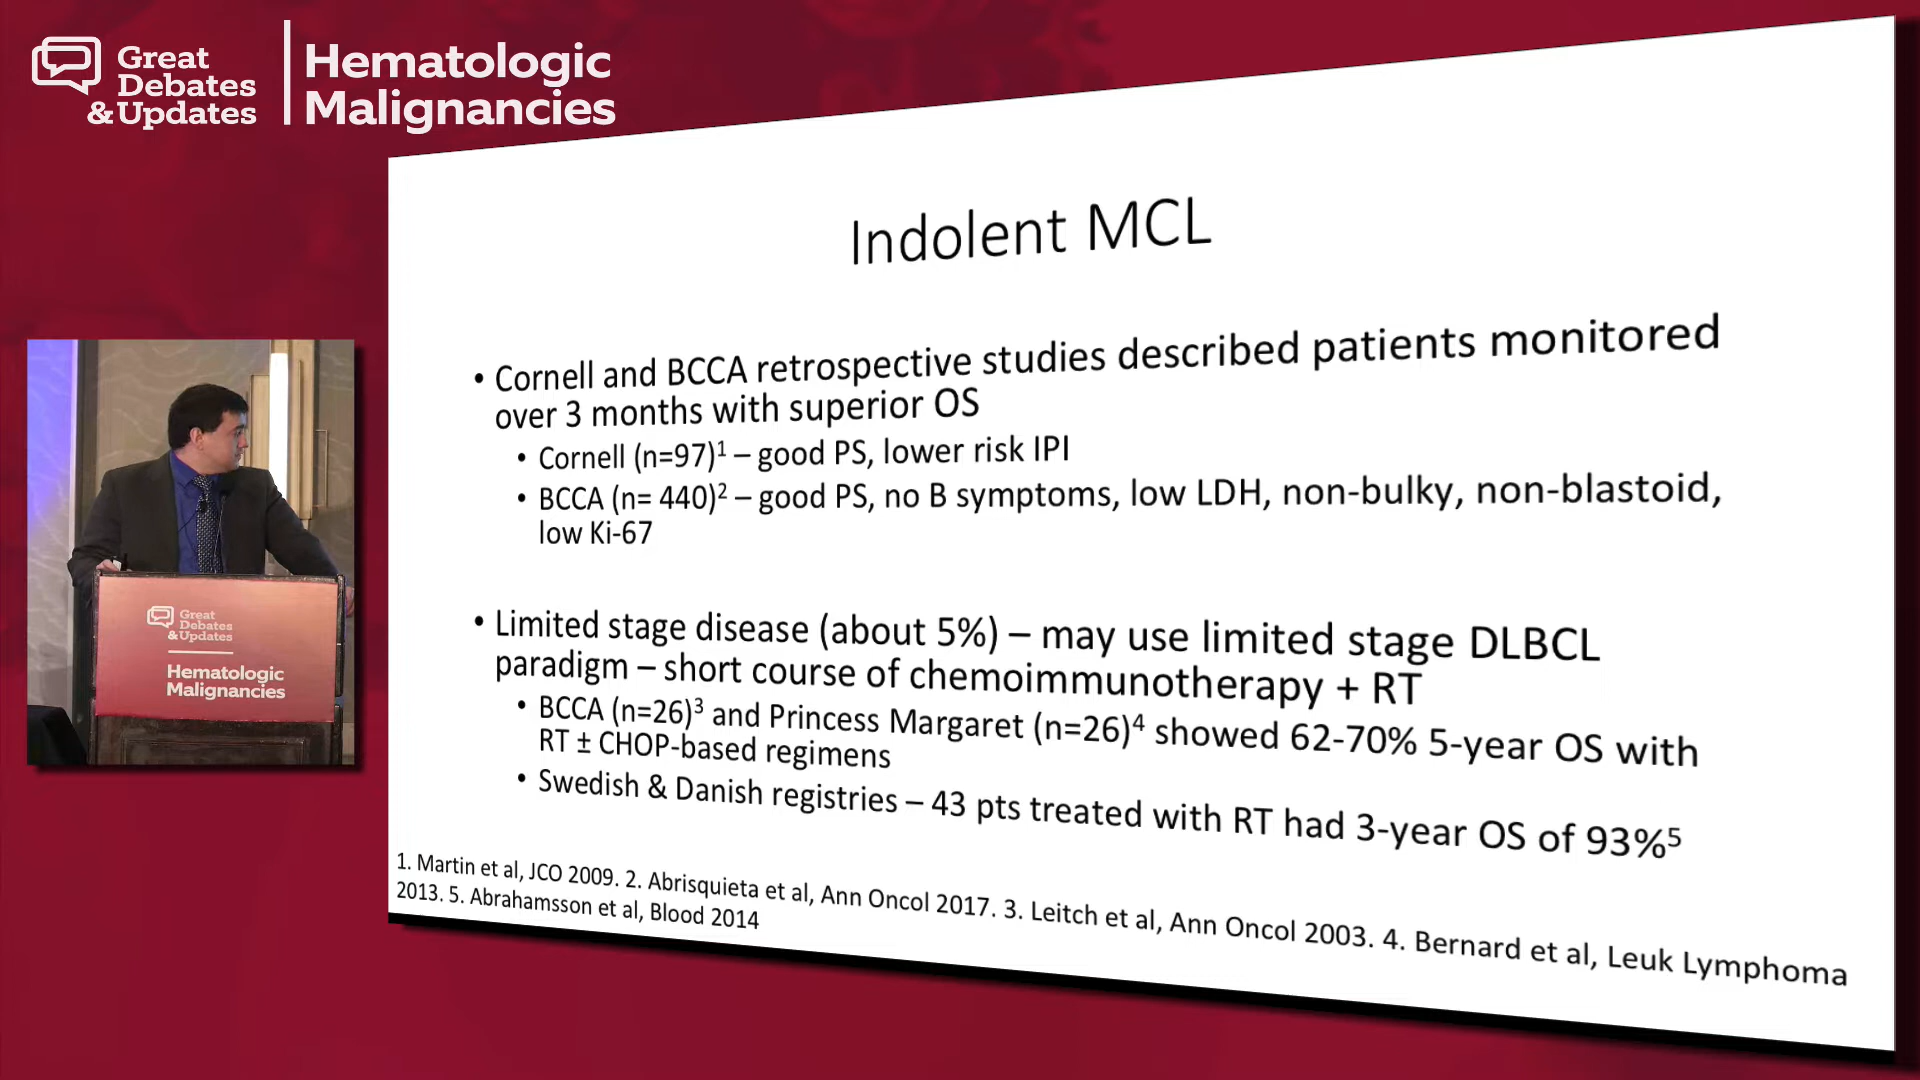 Great
Debates
& Updates
Hematologic
Malignancies
Indolent MCL
• Cornell and BCCA retrospective studies described patients monitored
over 3 months with superior OS
• Cornell (n=97)¹ – good PS, lower risk IPI
• BCCA (n= 440)² – good PS, no B symptoms, low LDH, non-bulky, non-blastoid,
low Ki-67
• Limited stage disease (about 5%) – may use limited stage DLBCL
paradigm – short course of chemoimmunotherapy + RT
• BCCA (n=26)³ and Princess Margaret (n=26)⁴ showed 62-70% 5-year OS with
RT ± CHOP-based regimens
• Swedish & Danish registries – 43 pts treated with RT had 3-year OS of 93%⁵
1. Martin et al, JCO 2009. 2. Abrisquieta et al, Ann Oncol 2017. 3. Leitch et al, Ann Oncol 2003. 4. Bernard et al, Leuk Lymphoma
2013. 5. Abrahamsson et al, Blood 2014
Great
Debates
& Updates
Hematologic
Malignancies